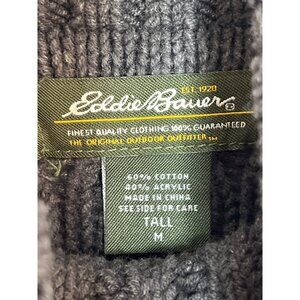 EST. 1920
Eddie Bauer
FINEST QUALITY CLOTHING 100% GUARANTEED
THE ORIGINAL OUTDOOR OUTFITTER™
60% COTTON
40% ACRYLIC
MADE IN CHINA
SEE SIDE FOR CARE
TALL
M